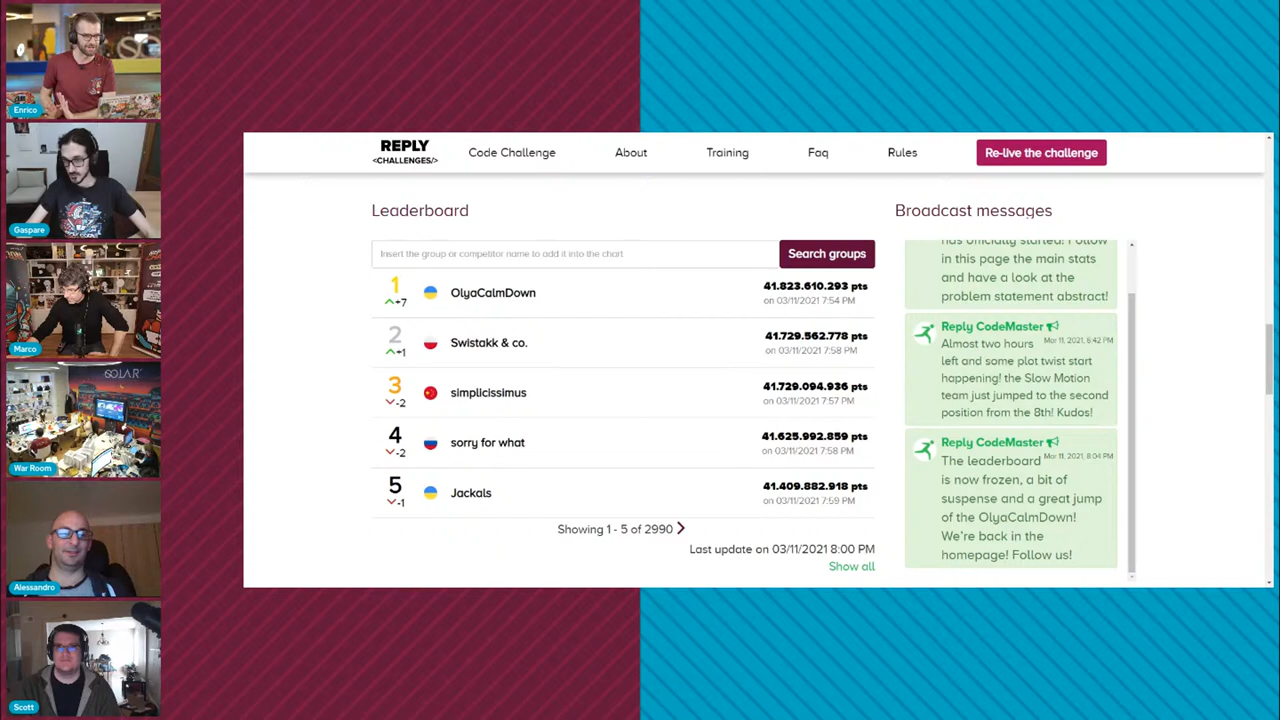 Enrico
Gaspare
Marco
SOLAR
War Room
Alessandro
Scott
REPLY
<CHALLENGES/>
Code Challenge
About
Training
Faq
Rules
Re-live the challenge
Leaderboard
Insert the group or competitor name to add it into the chart
Search groups
1
+7
OlyaCalmDown
41.823.610.293 pts
on 03/11/2021 7:54 PM
2
+1
Swistakk & co.
41.729.562.778 pts
on 03/11/2021 7:58 PM
3
-2
simplicissimus
41.729.094.936 pts
on 03/11/2021 7:57 PM
4
-2
sorry for what
41.625.992.859 pts
on 03/11/2021 7:58 PM
5
-1
Jackals
41.409.882.918 pts
on 03/11/2021 7:59 PM
Showing 1 - 5 of 2990
Last update on 03/11/2021 8:00 PM
Show all
Broadcast messages
has officially started! Follow
in this page the main stats
and have a look at the
problem statement abstract!
Reply CodeMaster
Mar 11, 2021, 6:42 PM
Almost two hours
left and some plot twist start
happening! the Slow Motion
team just jumped to the second
position from the 8th! Kudos!
Reply CodeMaster
Mar 11, 2021, 8:04 PM
The leaderboard
is now frozen, a bit of
suspense and a great jump
of the OlyaCalmDown!
We're back in the
homepage! Follow us!